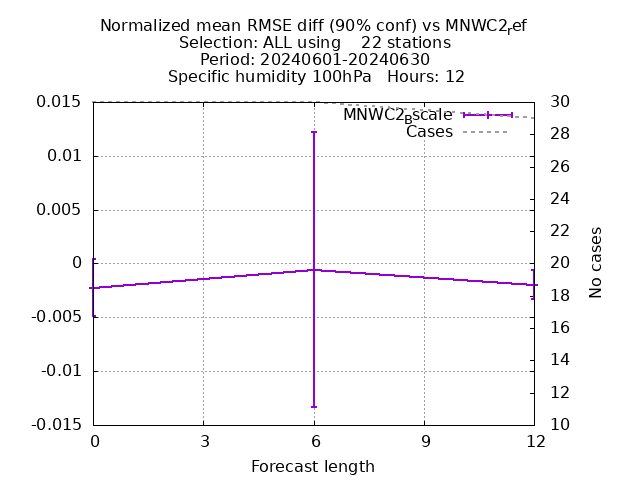 Normalized mean RMSE diff (90% conf) vs MNWC2ref
Selection: ALL using    22 stations
Period: 20240601-20240630
Specific humidity 100hPa   Hours: 12
MNWC2Bscale
Cases
0.015
0.01
0.005
0
-0.005
-0.01
-0.015
30
28
26
24
22
20
18
16
14
12
10
No cases
0 3 6 9 12
Forecast length